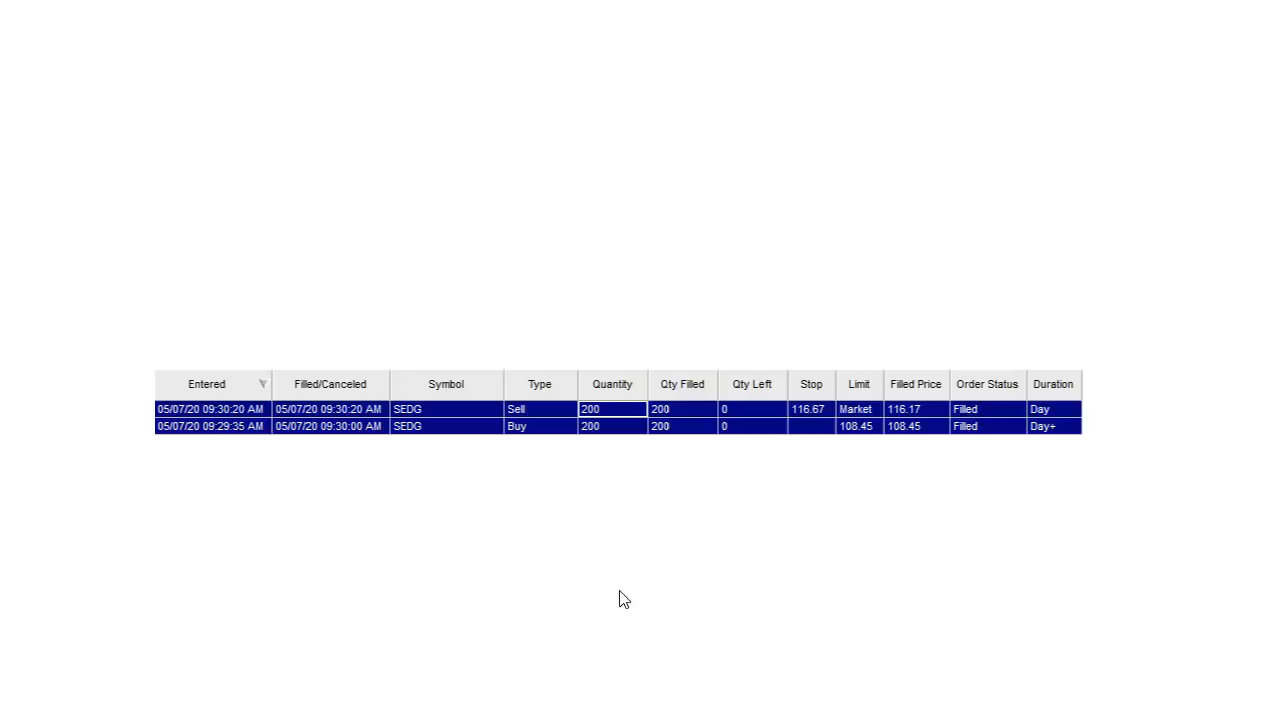 Entered Filled/Canceled Symbol Type Quantity Qty Filled Qty Left Stop Limit Filled Price Order Status Duration
05/07/20 09:30:20 AM 05/07/20 09:30:20 AM SEDG Sell 200 200 0 116.67 Market 116.17 Filled Day
05/07/20 09:29:35 AM 05/07/20 09:30:00 AM SEDG Buy 200 200 0 108.45 108.45 Filled Day+